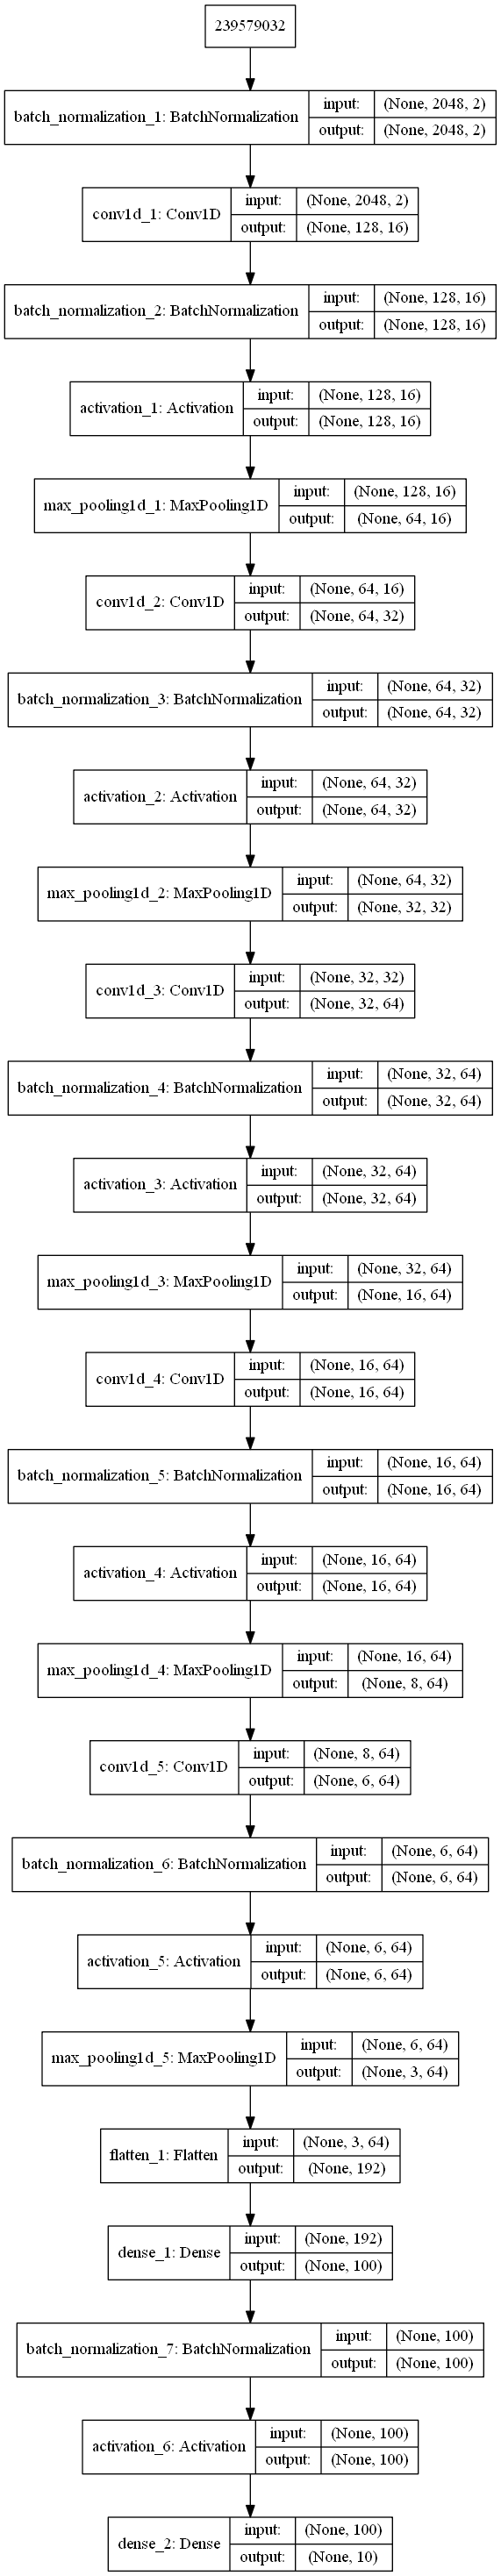 239579032
batch_normalization_1: BatchNormalization
input: (None, 2048, 2)
output: (None, 2048, 2)
conv1d_1: Conv1D
input: (None, 2048, 2)
output: (None, 128, 16)
batch_normalization_2: BatchNormalization
input: (None, 128, 16)
output: (None, 128, 16)
activation_1: Activation
input: (None, 128, 16)
output: (None, 128, 16)
max_pooling1d_1: MaxPooling1D
input: (None, 128, 16)
output: (None, 64, 16)
conv1d_2: Conv1D
input: (None, 64, 16)
output: (None, 64, 32)
batch_normalization_3: BatchNormalization
input: (None, 64, 32)
output: (None, 64, 32)
activation_2: Activation
input: (None, 64, 32)
output: (None, 64, 32)
max_pooling1d_2: MaxPooling1D
input: (None, 64, 32)
output: (None, 32, 32)
conv1d_3: Conv1D
input: (None, 32, 32)
output: (None, 32, 64)
batch_normalization_4: BatchNormalization
input: (None, 32, 64)
output: (None, 32, 64)
activation_3: Activation
input: (None, 32, 64)
output: (None, 32, 64)
max_pooling1d_3: MaxPooling1D
input: (None, 32, 64)
output: (None, 16, 64)
conv1d_4: Conv1D
input: (None, 16, 64)
output: (None, 16, 64)
batch_normalization_5: BatchNormalization
input: (None, 16, 64)
output: (None, 16, 64)
activation_4: Activation
input: (None, 16, 64)
output: (None, 16, 64)
max_pooling1d_4: MaxPooling1D
input: (None, 16, 64)
output: (None, 8, 64)
conv1d_5: Conv1D
input: (None, 8, 64)
output: (None, 6, 64)
batch_normalization_6: BatchNormalization
input: (None, 6, 64)
output: (None, 6, 64)
activation_5: Activation
input: (None, 6, 64)
output: (None, 6, 64)
max_pooling1d_5: MaxPooling1D
input: (None, 6, 64)
output: (None, 3, 64)
flatten_1: Flatten
input: (None, 3, 64)
output: (None, 192)
dense_1: Dense
input: (None, 192)
output: (None, 100)
batch_normalization_7: BatchNormalization
input: (None, 100)
output: (None, 100)
activation_6: Activation
input: (None, 100)
output: (None, 100)
dense_2: Dense
input: (None, 100)
output: (None, 10)